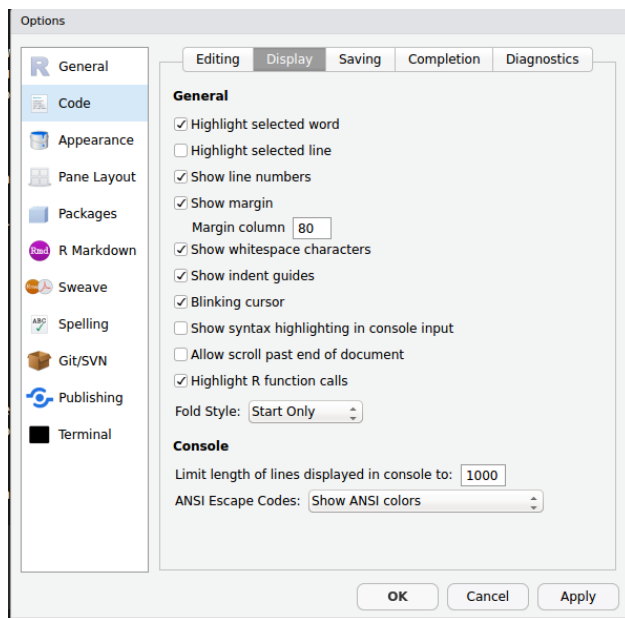 Options
General
Code
Appearance
Pane Layout
Packages
Rmd R Markdown
Sweave
ABC Spelling
Git/SVN
Publishing
Terminal
Editing Display Saving Completion Diagnostics
General
Highlight selected word
Highlight selected line
Show line numbers
Show margin
Margin column 80
Show whitespace characters
Show indent guides
Blinking cursor
Show syntax highlighting in console input
Allow scroll past end of document
Highlight R function calls
Fold Style: Start Only
Console
Limit length of lines displayed in console to: 1000
ANSI Escape Codes: Show ANSI colors
OK Cancel Apply